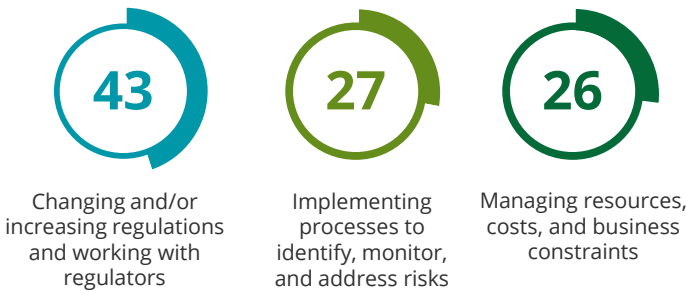 43
Changing and/or
increasing regulations
and working with
regulators
27
Implementing
processes to
identify, monitor,
and address risks
26
Managing resources,
costs, and business
constraints